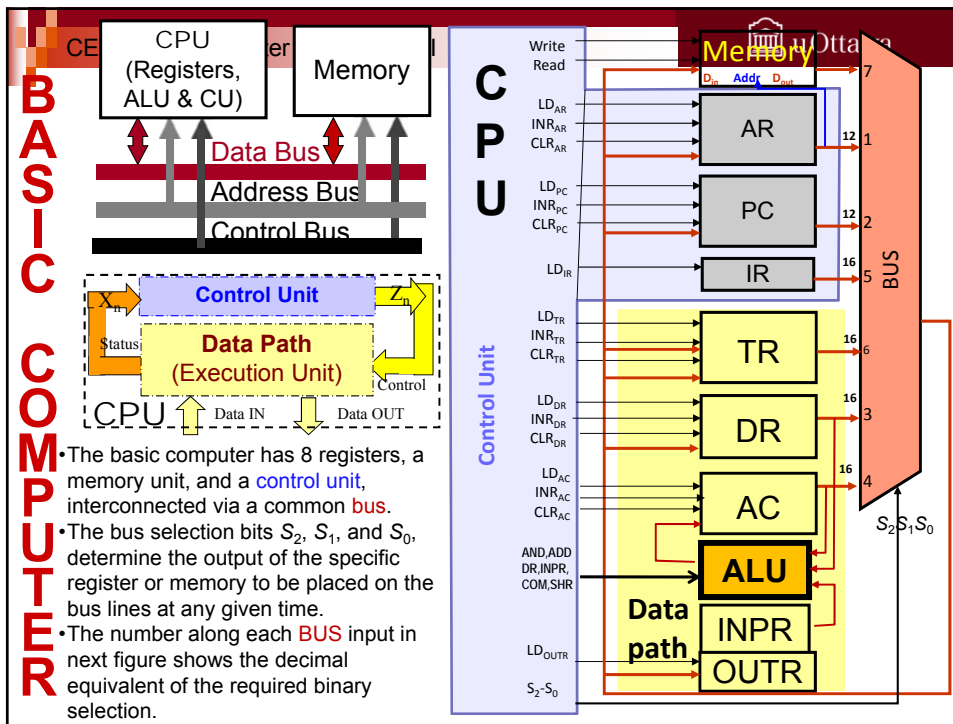 BASIC COMPUTER
CE
ter
l
uOttawa
CPU
(Registers,
ALU & CU)
Memory
Data Bus
Address Bus
Control Bus
Control Unit
Xn
Zn
Status
Data Path
(Execution Unit)
Control
CPU
Data IN
Data OUT
•The basic computer has 8 registers, a
memory unit, and a control unit,
interconnected via a common bus.
•The bus selection bits S2, S1, and S0,
determine the output of the specific
register or memory to be placed on the
bus lines at any given time.
•The number along each BUS input in
next figure shows the decimal
equivalent of the required binary
selection.
CPU
Control Unit
Write
Read
Memory
Din Addr Dout
7
LDAR
INRAR
CLRAR
AR
12
1
LDPC
INRPC
CLRPC
PC
12
2
LDIR
IR
16
5
BUS
LDTR
INRTR
CLRTR
TR
16
6
LDDR
INRDR
CLRDR
DR
16
3
LDAC
INRAC
CLRAC
AC
16
4
S2S1S0
AND,ADD
DR,INPR,
COM,SHR
ALU
Data
path
INPR
LDOUTR
OUTR
S2-S0